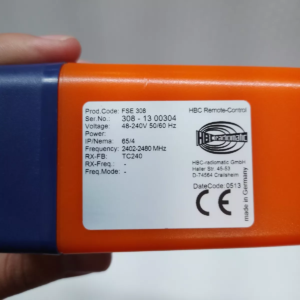 Prod.Code: FSE 308
HBC Remote-Control
Ser.No.: 308 - 13 00304
Voltage: 48-240V 50/60 Hz
Power:
IP/Nema: 65/4
Frequency: 2402-2480 MHz
RX-FB: TC240
RX-Freq.: -
Freq.: -
HBC radiomatic
HBC-radiomatic GmbH
Haller Str. 45-53
D-74564 Crailsheim
DateCode: 0513
CE
made in Germany